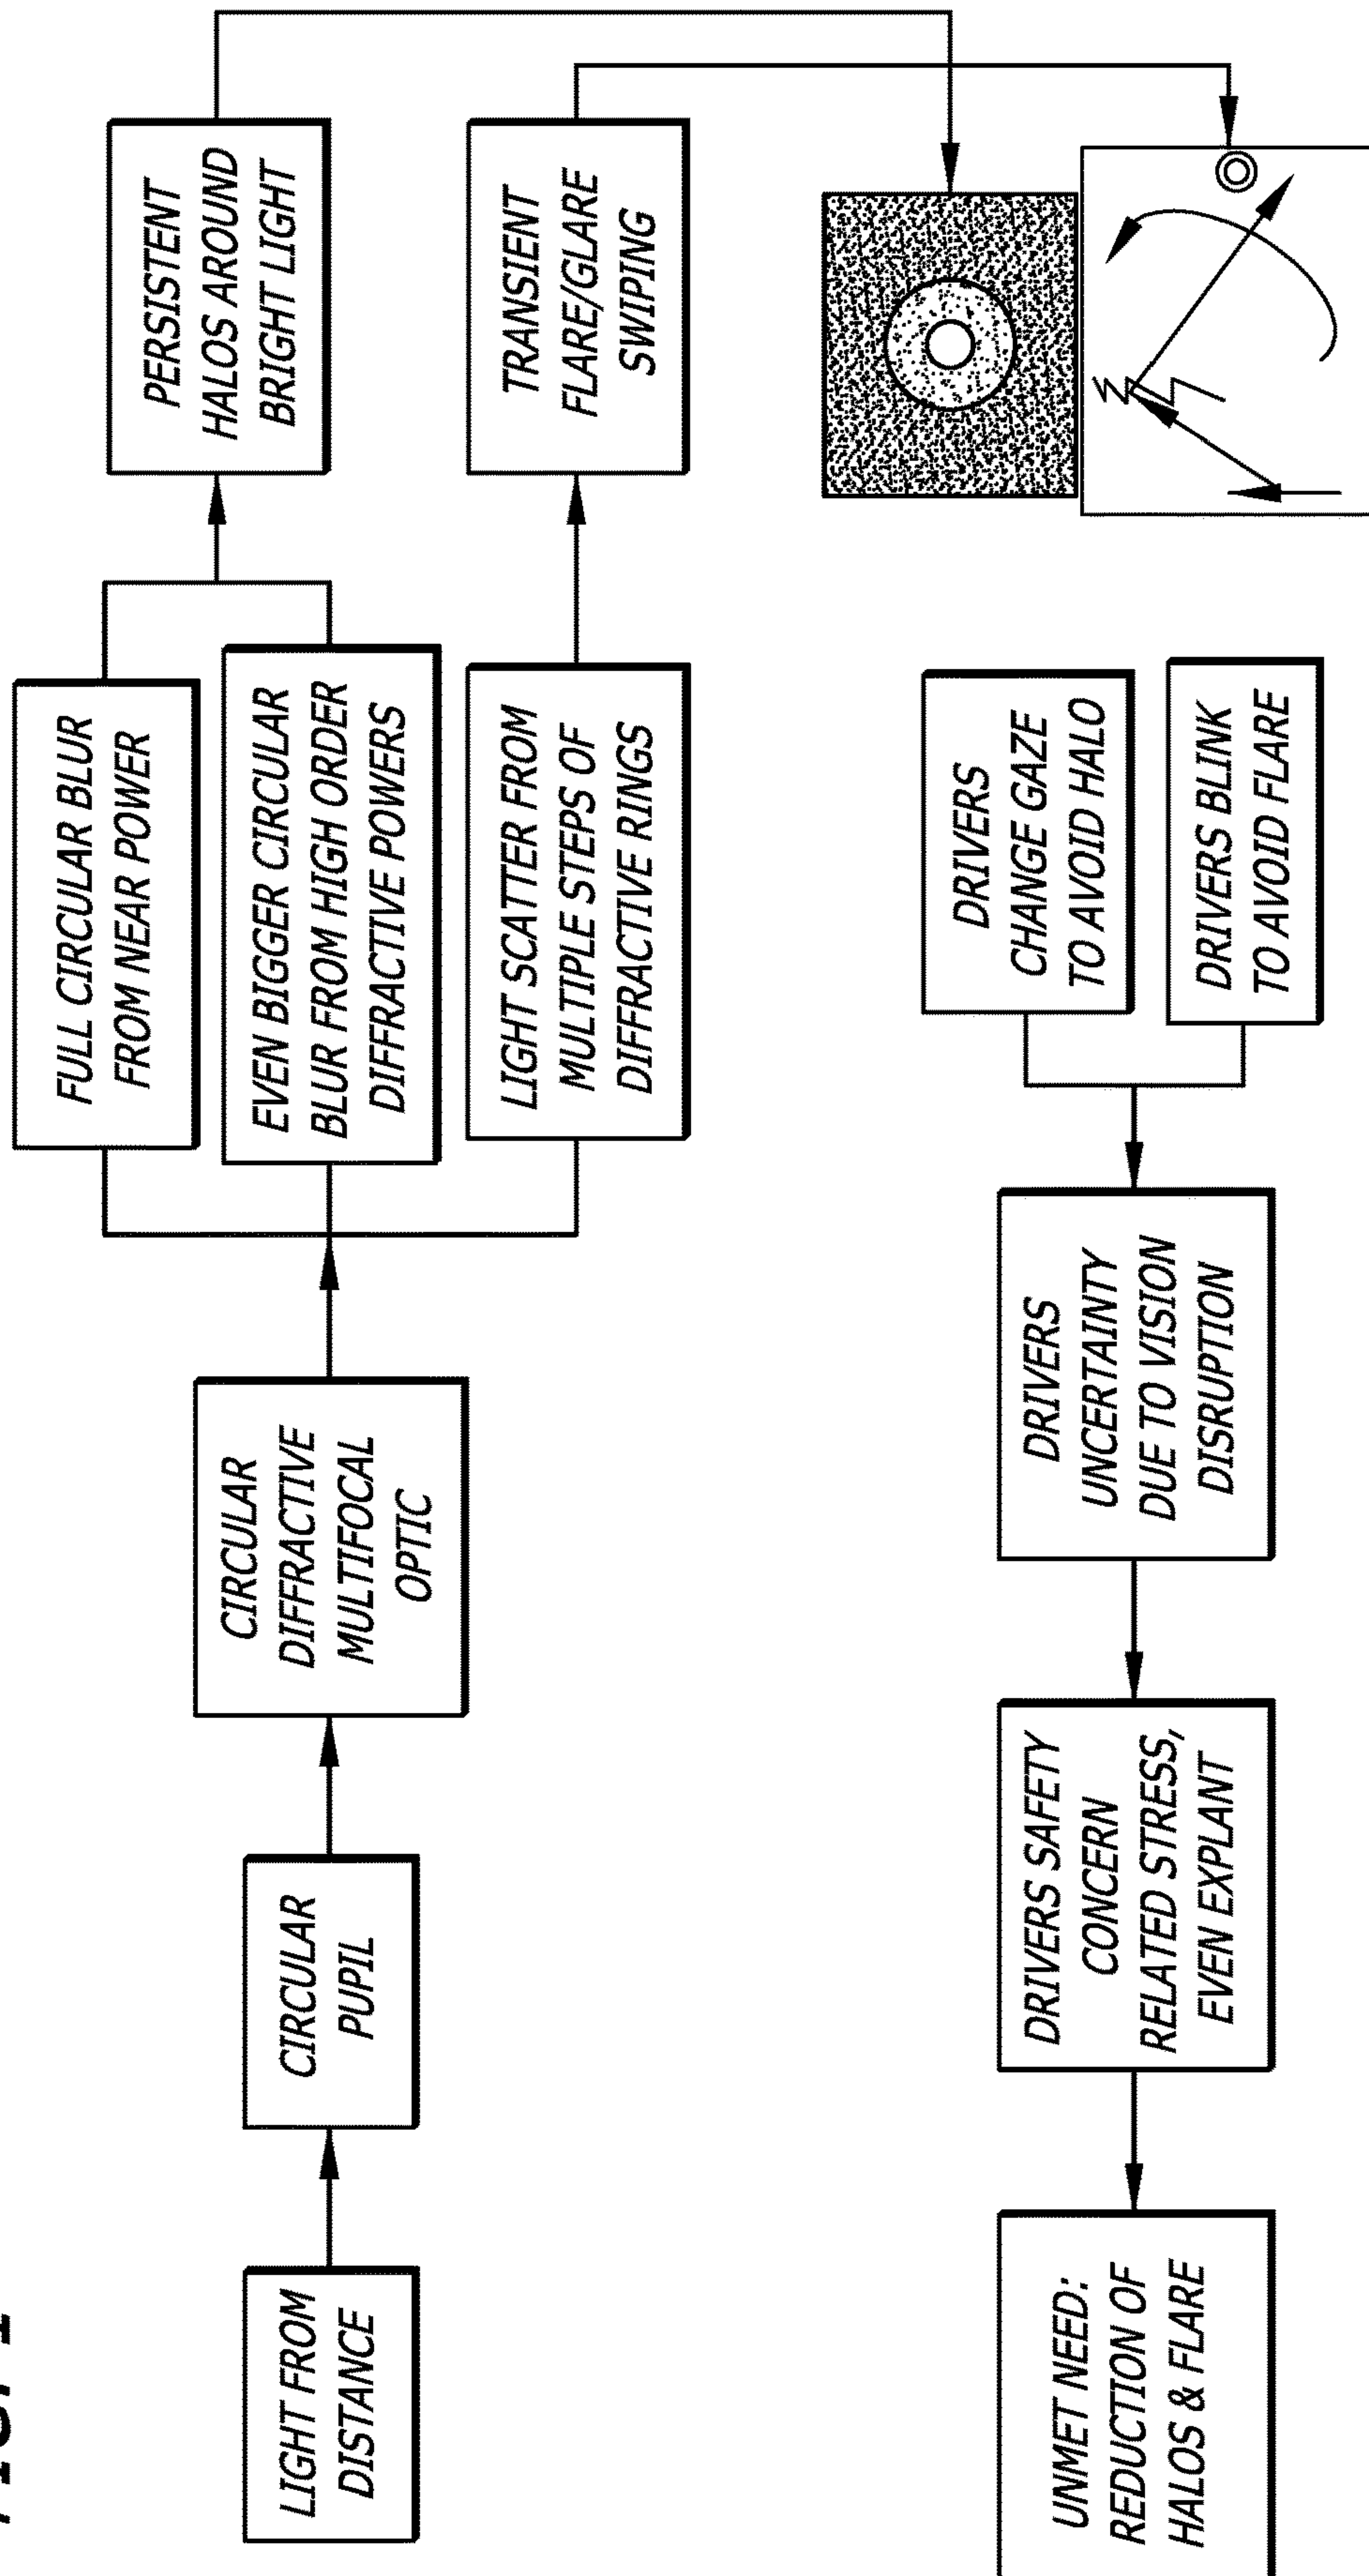 LIGHT FROM
DISTANCE
CIRCULAR
PUPIL
CIRCULAR
DIFFRACTIVE
MULTIFOCAL
OPTIC
FULL CIRCULAR BLUR
FROM NEAR POWER
EVEN BIGGER CIRCULAR
BLUR FROM HIGH ORDER
DIFFRACTIVE POWERS
LIGHT SCATTER FROM
MULTIPLE STEPS OF
DIFFRACTIVE RINGS
PERSISTENT
HALOS AROUND
BRIGHT LIGHT
TRANSIENT
FLARE/GLARE
SWIPING
DRIVERS
CHANGE GAZE
TO AVOID HALO
DRIVERS BLINK
TO AVOID FLARE
DRIVERS
UNCERTAINTY
DUE TO VISION
DISRUPTION
DRIVERS SAFETY
CONCERN
RELATED STRESS,
EVEN EXPLANT
UNMET NEED:
REDUCTION OF
HALOS & FLARE